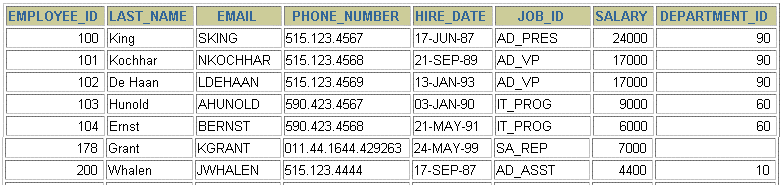 EMPLOYEE_ID LAST_NAME EMAIL PHONE_NUMBER HIRE_DATE JOB_ID SALARY DEPARTMENT_ID
100 King SKING 515.123.4567 17-JUN-87 AD_PRES 24000 90
101 Kochhar NKOCHHAR 515.123.4568 21-SEP-89 AD_VP 17000 90
102 De Haan LDEHAAN 515.123.4569 13-JAN-93 AD_VP 17000 90
103 Hunold AHUNOLD 590.423.4567 03-JAN-90 IT_PROG 9000 60
104 Ernst BERNST 590.423.4568 21-MAY-91 IT_PROG 6000 60
178 Grant KGRANT 011.44.1644.429263 24-MAY-99 SA_REP 7000
200 Whalen JWHALEN 515.123.4444 17-SEP-87 AD_ASST 4400 10